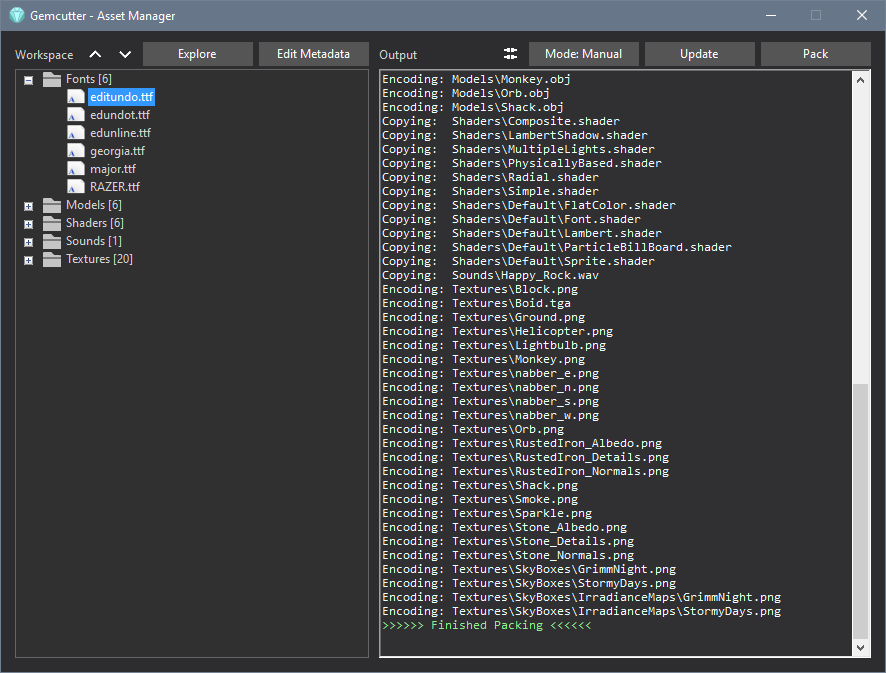 Gemcutter - Asset Manager
Workspace
Explore
Edit Metadata
Output
Mode: Manual
Update
Pack
Fonts [6]
editundo.ttf
edundot.ttf
edunline.ttf
georgia.ttf
major.ttf
RAZER.ttf
Models [6]
Shaders [6]
Sounds [1]
Textures [20]
Encoding: Models\Monkey.obj
Encoding: Models\Orb.obj
Encoding: Models\Shack.obj
Copying:  Shaders\Composite.shader
Copying:  Shaders\LambertShadow.shader
Copying:  Shaders\MultipleLights.shader
Copying:  Shaders\PhysicallyBased.shader
Copying:  Shaders\Radial.shader
Copying:  Shaders\Simple.shader
Copying:  Shaders\Default\FlatColor.shader
Copying:  Shaders\Default\Font.shader
Copying:  Shaders\Default\Lambert.shader
Copying:  Shaders\Default\ParticleBillBoard.shader
Copying:  Shaders\Default\Sprite.shader
Copying:  Sounds\Happy_Rock.wav
Encoding: Textures\Block.png
Encoding: Textures\Boid.tga
Encoding: Textures\Ground.png
Encoding: Textures\Helicopter.png
Encoding: Textures\Lightbulb.png
Encoding: Textures\Monkey.png
Encoding: Textures\nabber_e.png
Encoding: Textures\nabber_n.png
Encoding: Textures\nabber_s.png
Encoding: Textures\nabber_w.png
Encoding: Textures\Orb.png
Encoding: Textures\RustedIron_Albedo.png
Encoding: Textures\RustedIron_Details.png
Encoding: Textures\RustedIron_Normals.png
Encoding: Textures\Shack.png
Encoding: Textures\Smoke.png
Encoding: Textures\Sparkle.png
Encoding: Textures\Stone_Albedo.png
Encoding: Textures\Stone_Details.png
Encoding: Textures\Stone_Normals.png
Encoding: Textures\SkyBoxes\GrimmNight.png
Encoding: Textures\SkyBoxes\StormyDays.png
Encoding: Textures\SkyBoxes\IrradianceMaps\GrimmNight.png
Encoding: Textures\SkyBoxes\IrradianceMaps\StormyDays.png
>>>>>> Finished Packing <<<<<<